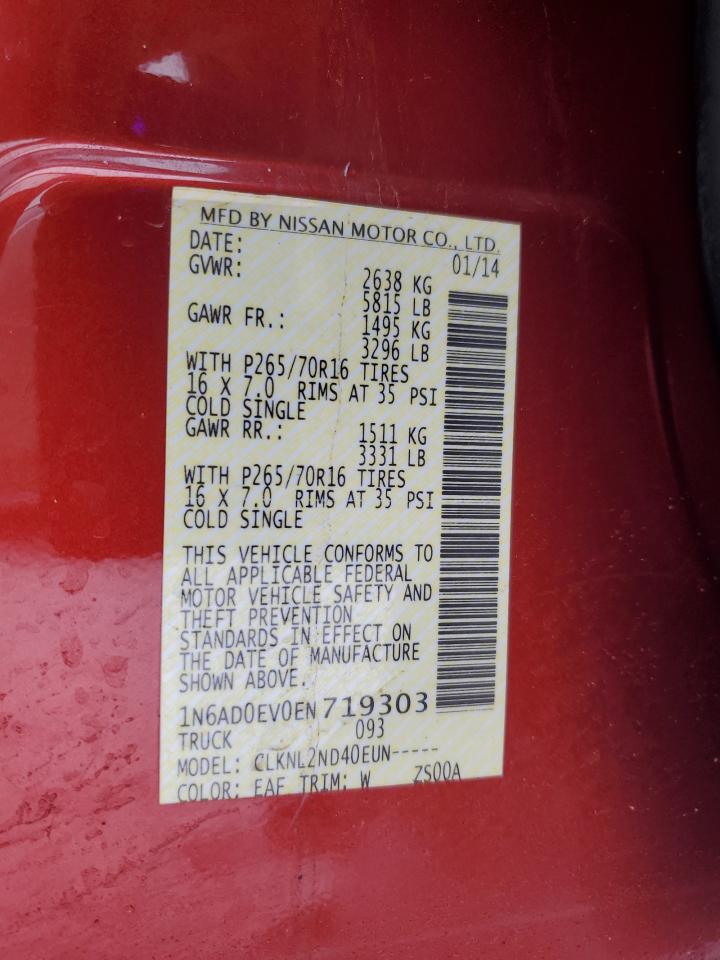 MFD BY NISSAN MOTOR CO., LTD.
DATE: 01/14
GVWR: 2638 KG
5815 LB
GAWR FR.: 1495 KG
3296 LB
WITH P265/70R16 TIRES
16 X 7.0 RIMS AT 35 PSI
COLD SINGLE
GAWR RR.: 1511 KG
3331 LB
WITH P265/70R16 TIRES
16 X 7.0 RIMS AT 35 PSI
COLD SINGLE
THIS VEHICLE CONFORMS TO
ALL APPLICABLE FEDERAL
MOTOR VEHICLE SAFETY AND
THEFT PREVENTION
STANDARDS IN EFFECT ON
THE DATE OF MANUFACTURE
SHOWN ABOVE.
1N6AD0EV0EN719303
TRUCK 093
MODEL: CLKNL2ND40EUN-----
COLOR: EAF TRIM: W ZS00A